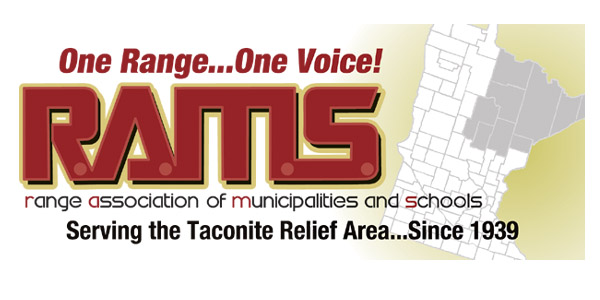 One Range...One Voice!
R.A.M.S
range association of municipalities and schools
Serving the Taconite Relief Area...Since 1939